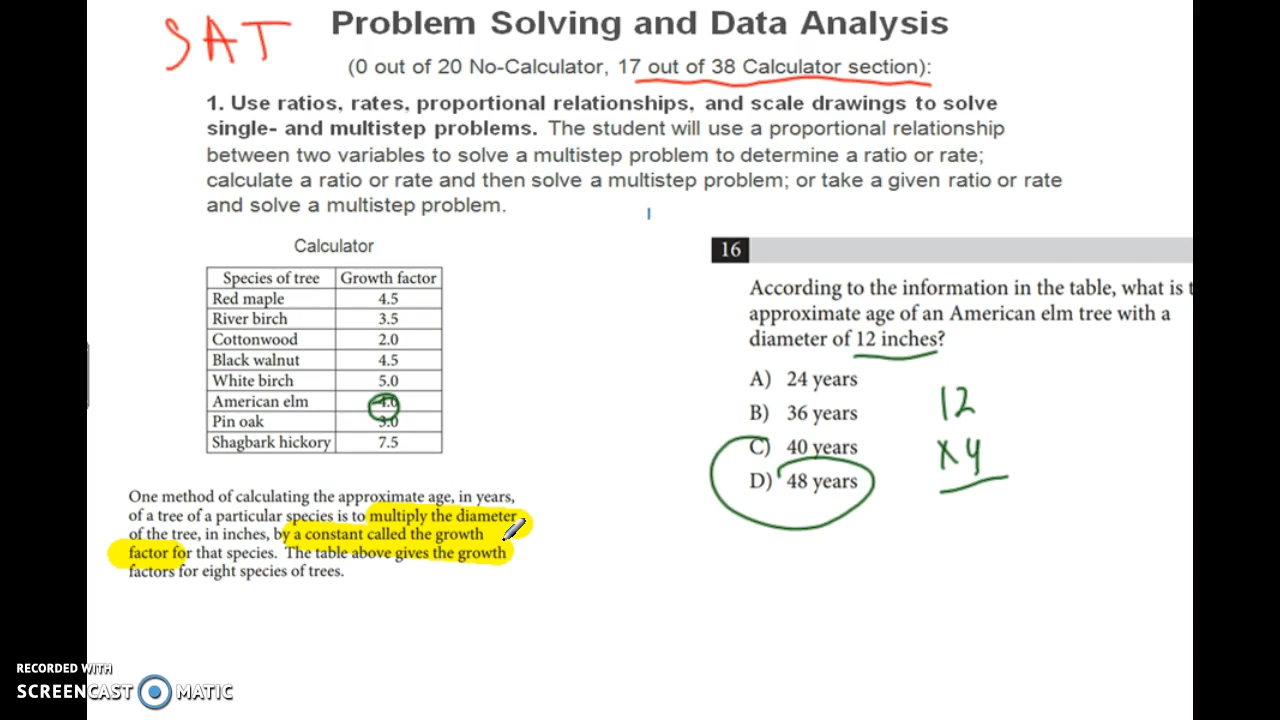 SAT
Problem Solving and Data Analysis
(0 out of 20 No-Calculator, 17 out of 38 Calculator section):
1. Use ratios, rates, proportional relationships, and scale drawings to solve
single- and multistep problems. The student will use a proportional relationship
between two variables to solve a multistep problem to determine a ratio or rate;
calculate a ratio or rate and then solve a multistep problem; or take a given ratio or rate
and solve a multistep problem.
Calculator
Species of tree Growth factor
Red maple 4.5
River birch 3.5
Cottonwood 2.0
Black walnut 4.5
White birch 5.0
American elm 4.0
Pin oak 3.0
Shagbark hickory 7.5
One method of calculating the approximate age, in years,
of a tree of a particular species is to multiply the diameter
of the tree, in inches, by a constant called the growth
factor for that species. The table above gives the growth
factors for eight species of trees.
16
According to the information in the table, what is t
approximate age of an American elm tree with a
diameter of 12 inches?
A) 24 years
B) 36 years
C) 40 years
D) 48 years
12
x4
RECORDED WITH
SCREENCAST MATIC